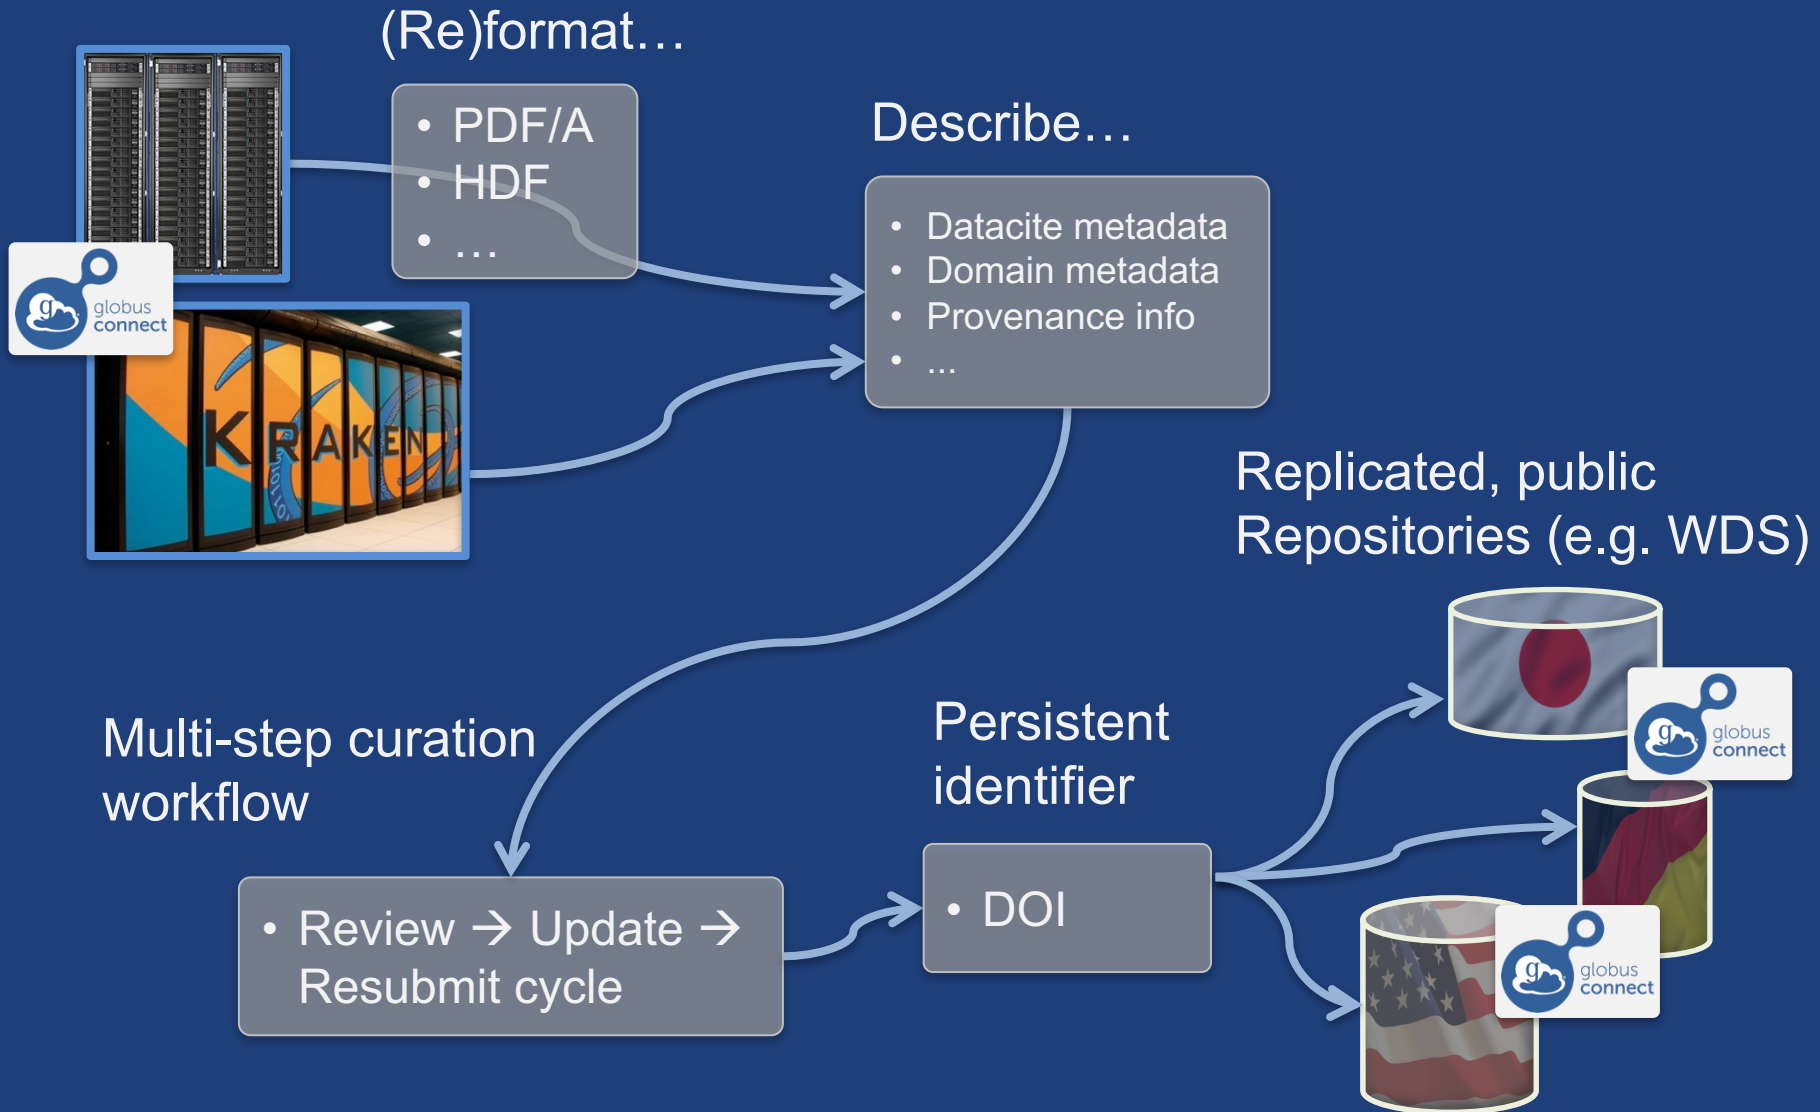 (Re)format…
• PDF/A
• HDF
• …
globus
connect
KRAKEN
Describe…
• Datacite metadata
• Domain metadata
• Provenance info
• ...
Replicated, public
Repositories (e.g. WDS)
globus
connect
Multi-step curation
workflow
• Review → Update →
Resubmit cycle
Persistent
identifier
• DOI
globus
connect